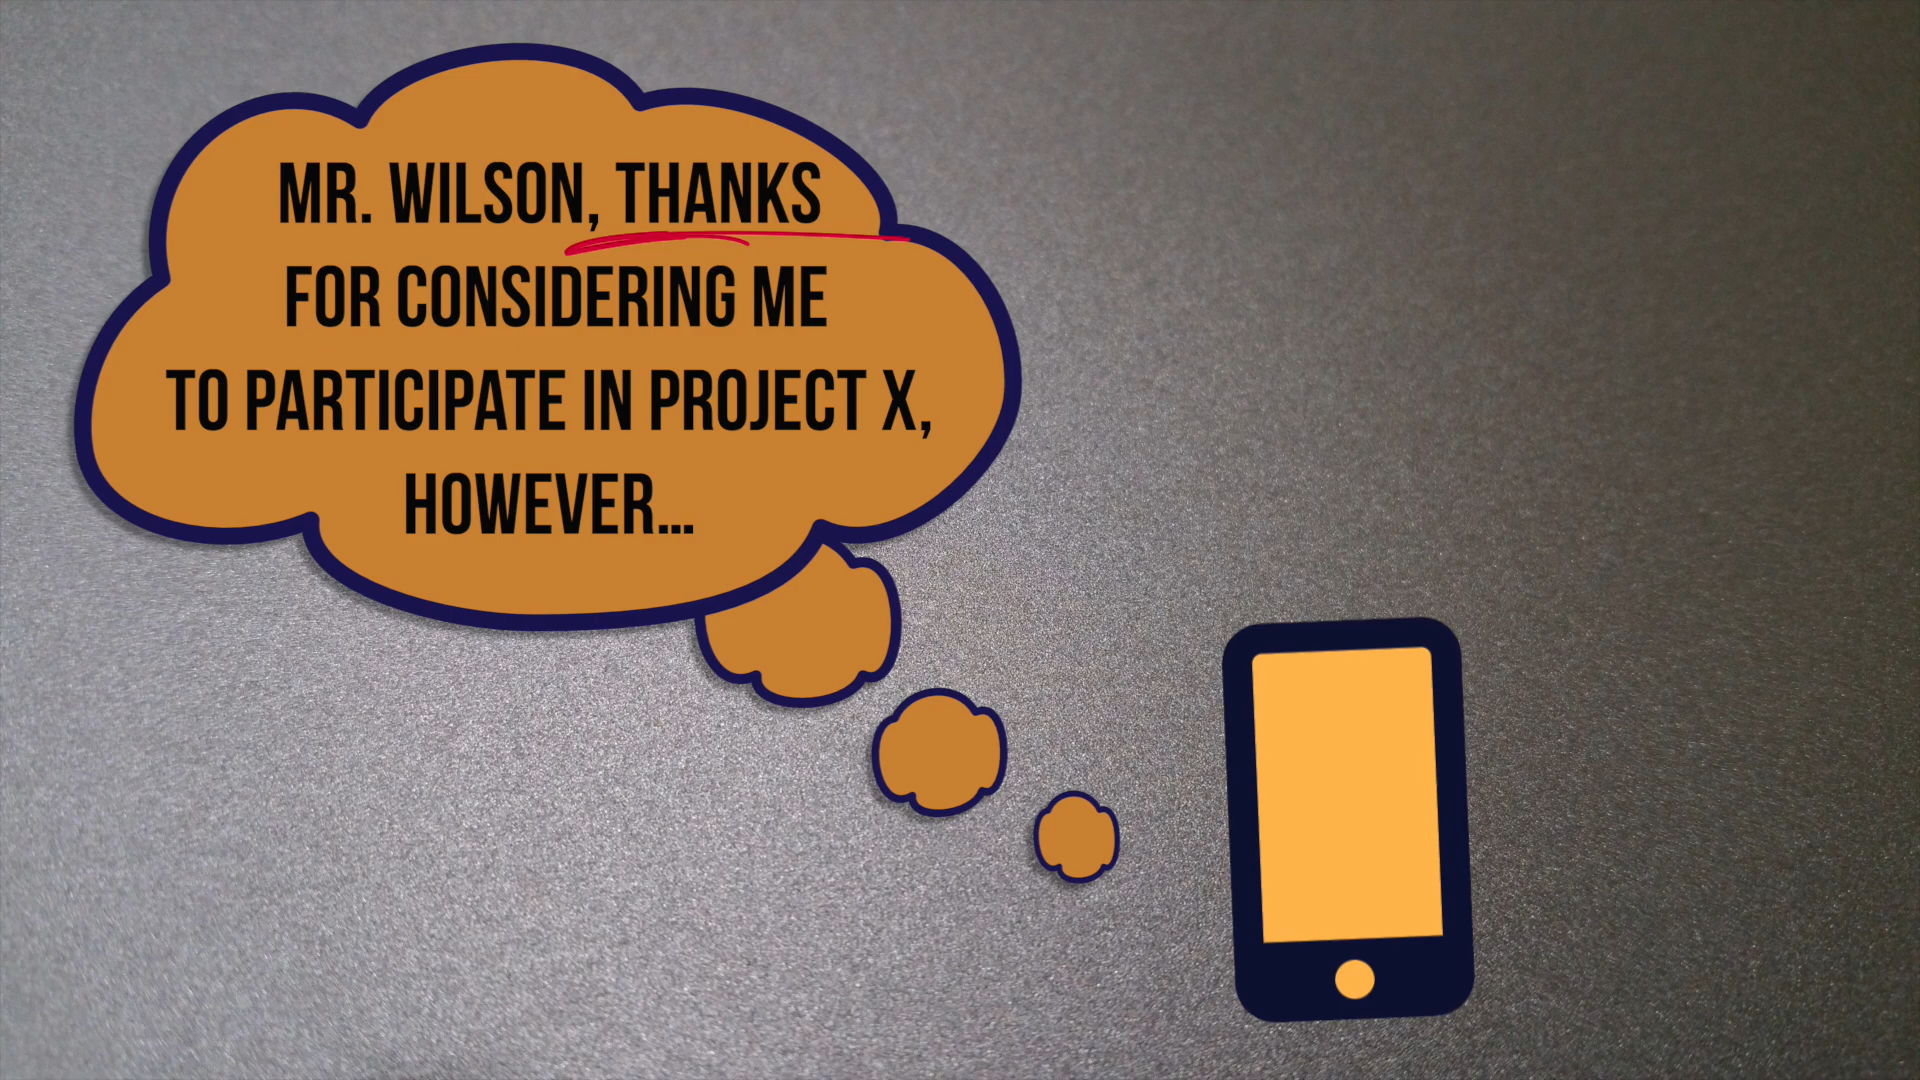 MR. WILSON, THANKS
FOR CONSIDERING ME
TO PARTICIPATE IN PROJECT X,
HOWEVER...